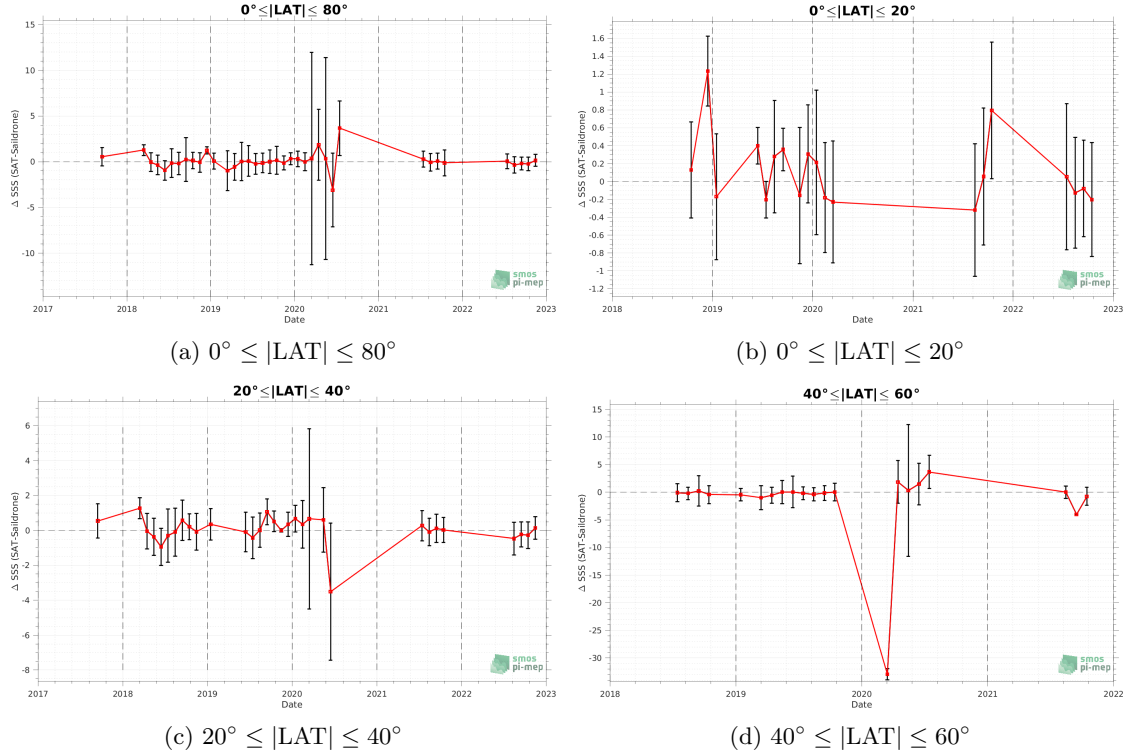 0°≤|LAT|≤ 80°
15
10
5
0
-5
-10
Δ SSS (SAT-Saildrone)
2017
2018
2019
2020
2021
2022
2023
Date
smos
pi-mep
(a) 0° ≤ |LAT| ≤ 80°
0°≤|LAT|≤ 20°
1.6
1.4
1.2
1
0.8
0.6
0.4
0.2
0
-0.2
-0.4
-0.6
-0.8
-1
-1.2
Δ SSS (SAT-Saildrone)
2018
2019
2020
2021
2022
2023
Date
smos
pi-mep
(b) 0° ≤ |LAT| ≤ 20°
20°≤|LAT|≤ 40°
6
4
2
0
-2
-4
-6
-8
Δ SSS (SAT-Saildrone)
2017
2018
2019
2020
2021
2022
2023
Date
smos
pi-mep
(c) 20° ≤ |LAT| ≤ 40°
40°≤|LAT|≤ 60°
15
10
5
0
-5
-10
-15
-20
-25
-30
Δ SSS (SAT-Saildrone)
2018
2019
2020
2021
2022
Date
smos
pi-mep
(d) 40° ≤ |LAT| ≤ 60°